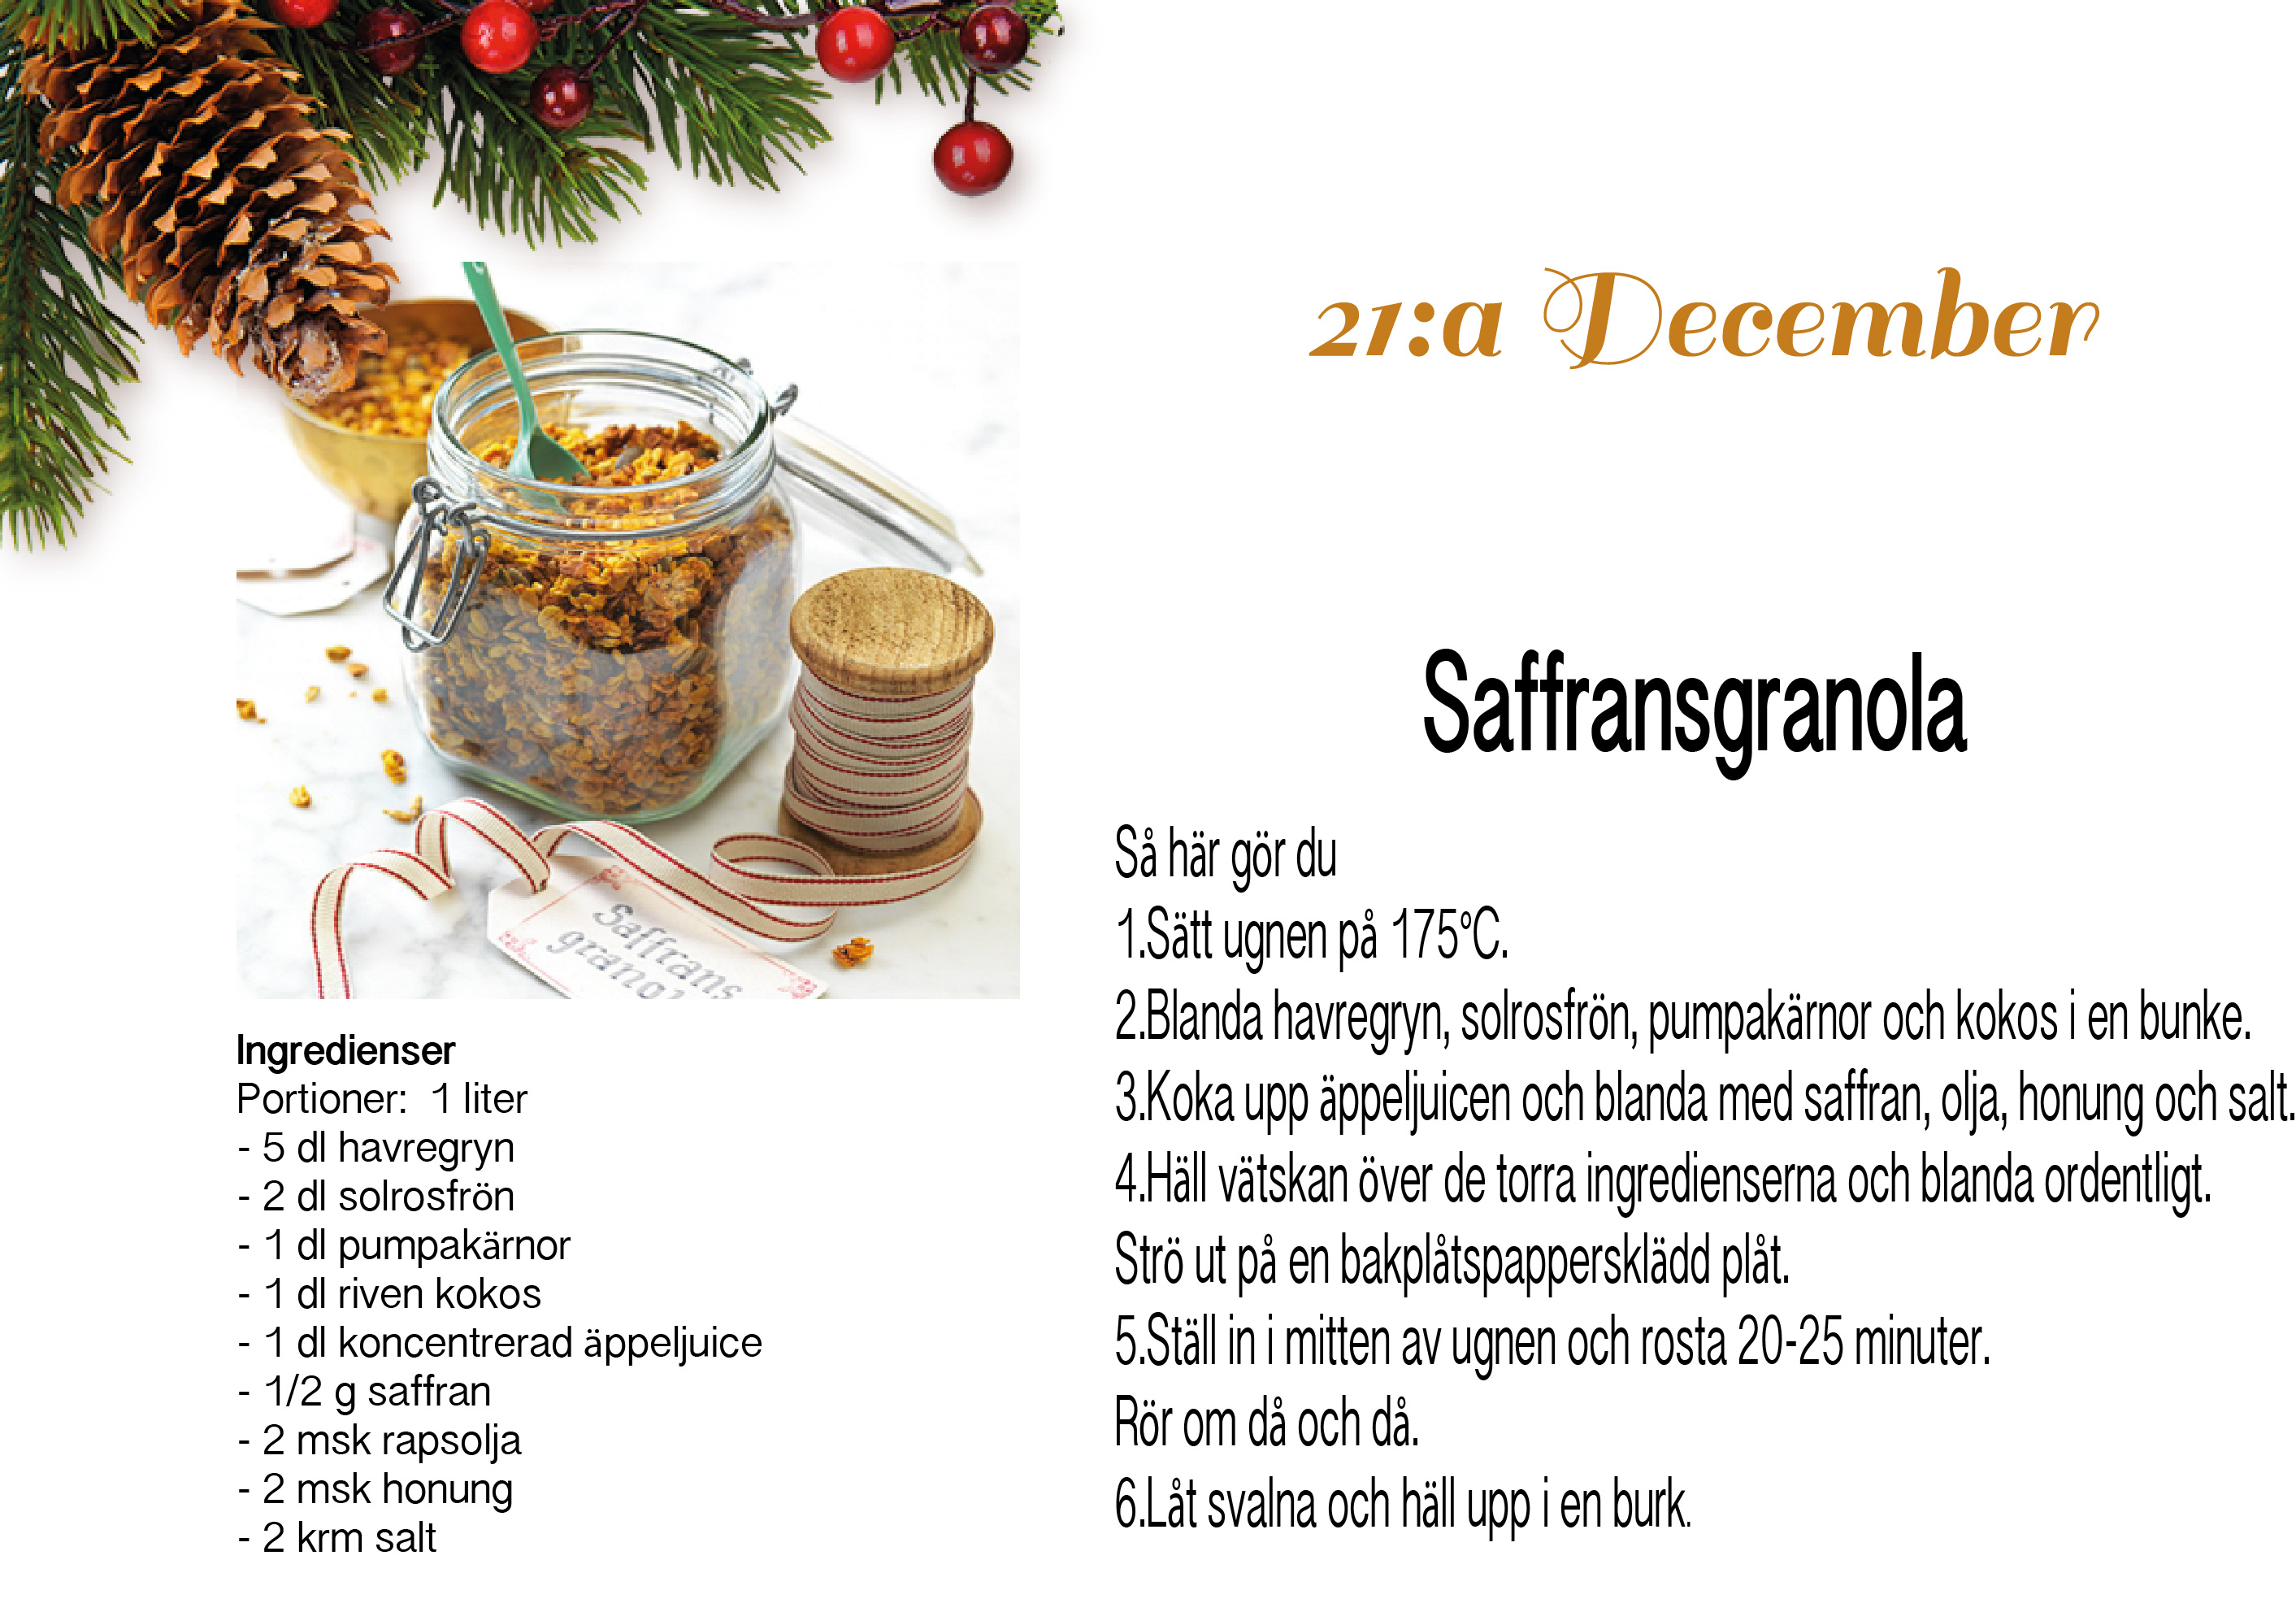 21:a December
Saffrans
Ingredienser
Portioner:  1 liter
- 5 dl havregryn
- 2 dl solrosfrön
- 1 dl pumpakärnor
- 1 dl riven kokos
- 1 dl koncentrerad äppeljuice
- 1/2 g saffran
- 2 msk rapsolja
- 2 msk honung
- 2 krm salt
Saffransgranola
Så här gör du
1.Sätt ugnen på 175°C.
2.Blanda havregryn, solrosfrön, pumpakärnor och kokos i en bunke.
3.Koka upp äppeljuicen och blanda med saffran, olja, honung och salt.
4.Häll vätskan över de torra ingredienserna och blanda ordentligt.
Strö ut på en bakplåtspappersklädd plåt.
5.Ställ in i mitten av ugnen och rosta 20-25 minuter.
Rör om då och då.
6.Låt svalna och häll upp i en burk.